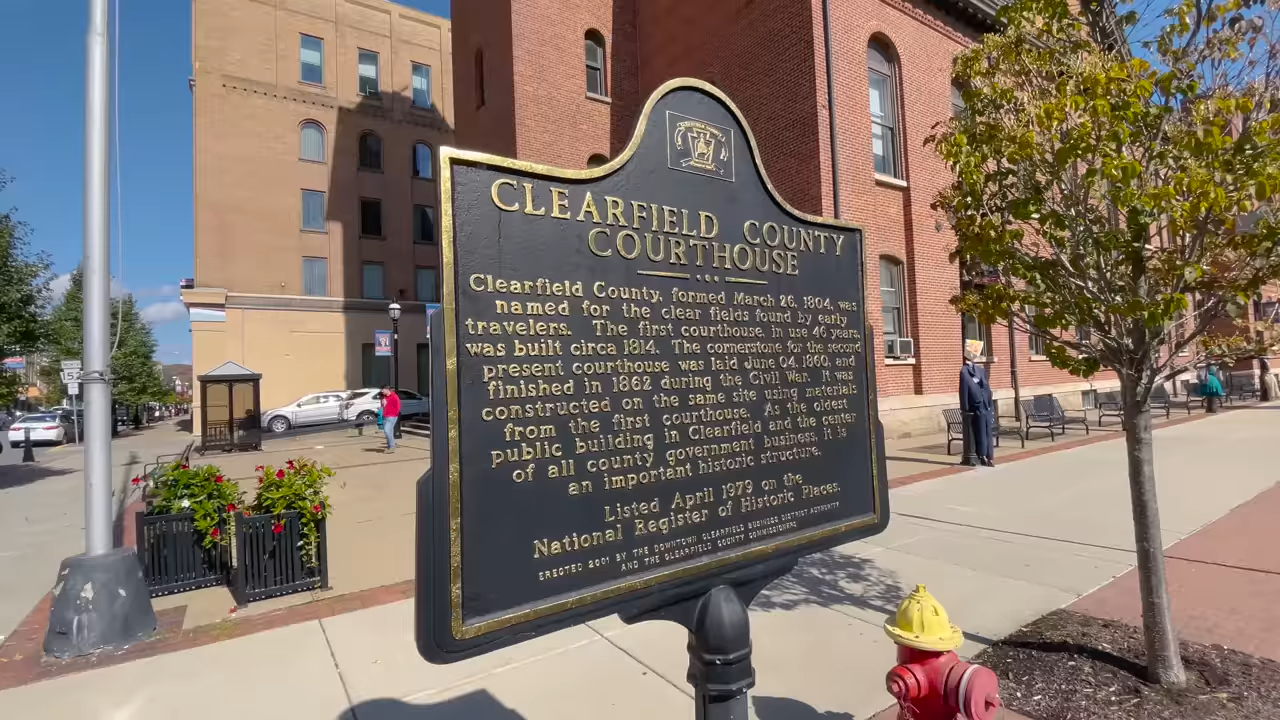 CLEARFIELD COUNTY
COURTHOUSE
Clearfield County, formed March 26, 1804, was
named for the clear fields found by early
travelers. The first courthouse, in use 46 years,
was built circa 1814. The cornerstone for the second
present courthouse was laid June 04, 1860, and
finished in 1862 during the Civil War. It was
constructed on the same site using materials
from the first courthouse. As the oldest
public building in Clearfield and the center
of all county government business, it is
an important historic structure.
Listed April 1979 on the
National Register of Historic Places.
ERECTED 2001 BY THE DOWNTOWN CLEARFIELD BUSINESS DISTRICT AUTHORITY
AND THE CLEARFIELD COUNTY COMMISSIONERS